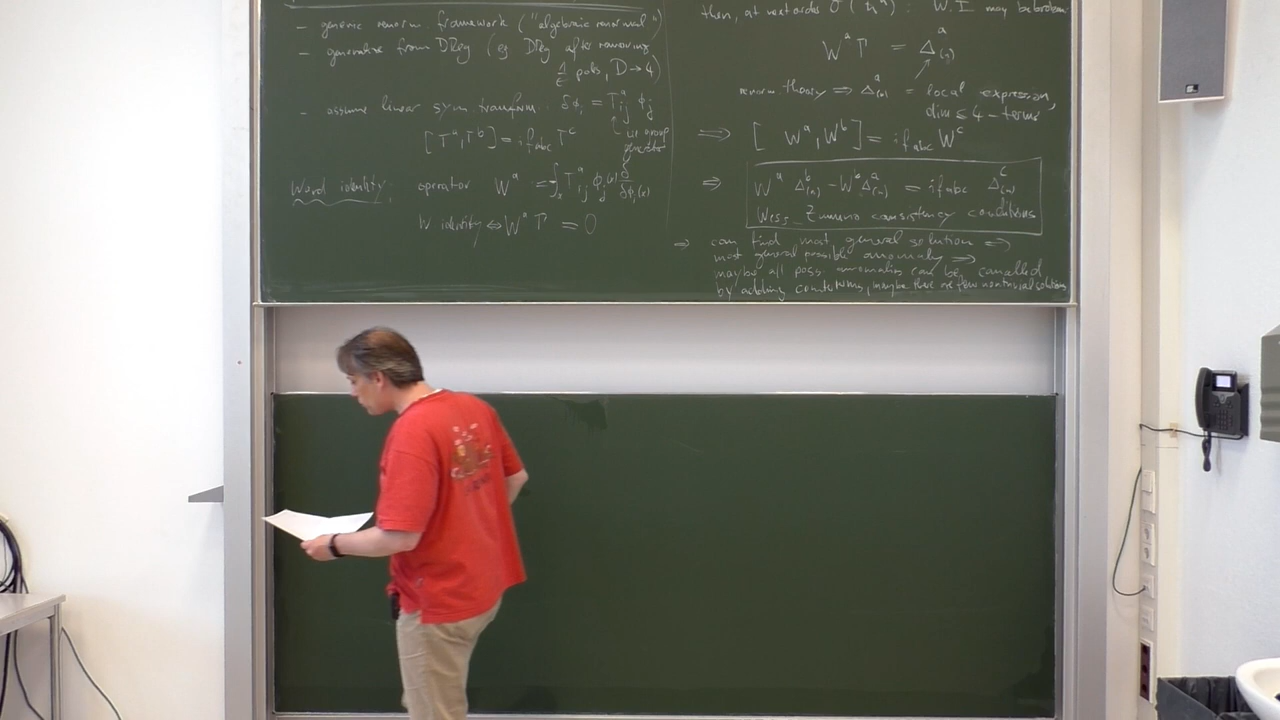 - generic renorm framework ("algebraic renormal")
- generative from DReg (eg DReg after removing
1/ε pols, D→4)
- assume linear sym transform: δϕᵢ = Tᵃᵢⱼ ϕⱼ
Lie group generator
[Tᵃ,Tᵇ] = i fabc Tᶜ
Ward identity: operator Wᵃ = ∫ₓ Tᵃᵢⱼ ϕⱼ(x) δ/δϕᵢ(x)
W identity ⇔ Wᵃ Γ = 0
then, at next order O(ħⁿ): W.I may be broken
Wᵃ Γ = Δᵃ₍ₙ₎
renorm. theory ⇒ Δᵃ₍ₙ₎ = local expression,
dim ≤ 4 - terms
⇒ [Wᵃ, Wᵇ] = i fabc Wᶜ
⇒ Wᵃ Δᵇ₍ₙ₎ - Wᵇ Δᵃ₍ₙ₎ = i fabc Δᶜ₍ₙ₎
Wess-Zumino consistency conditions
⇒ can find most general solution ⇒
most general possible anomaly ⇒
maybe all poss. anomalies can be cancelled
by adding counterterms, maybe there are few nontrivial solutions